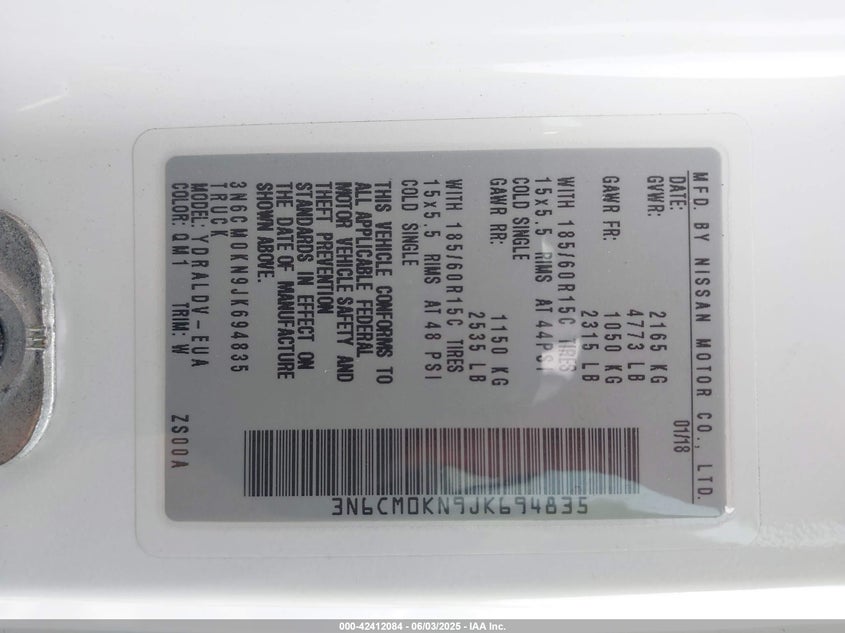 MFD. BY NISSAN MOTOR CO., LTD.
DATE: 01/18
GVWR: 2165 KG
4773 LB
GAWR FR: 1050 KG
2315 LB
WITH 185/60R15C TIRES
15x5.5 RIMS AT 44PSI
COLD SINGLE
GAWR RR: 1150 KG
2535 LB
WITH 185/60R15C TIRES
15x5.5 RIMS AT 48 PSI
COLD SINGLE
THIS VEHICLE CONFORMS TO
ALL APPLICABLE FEDERAL
MOTOR VEHICLE SAFETY AND
THEFT PREVENTION
STANDARDS IN EFFECT ON
THE DATE OF MANUFACTURE
SHOWN ABOVE.
3N6CM0KN9JK694835
TRUCK
MODEL: YDRALDV-EUA
COLOR: QM1 TRIM: W ZS00A
3N6CM0KN9JK694835
000-42412084 | 06/03/2025 - IAA Inc.